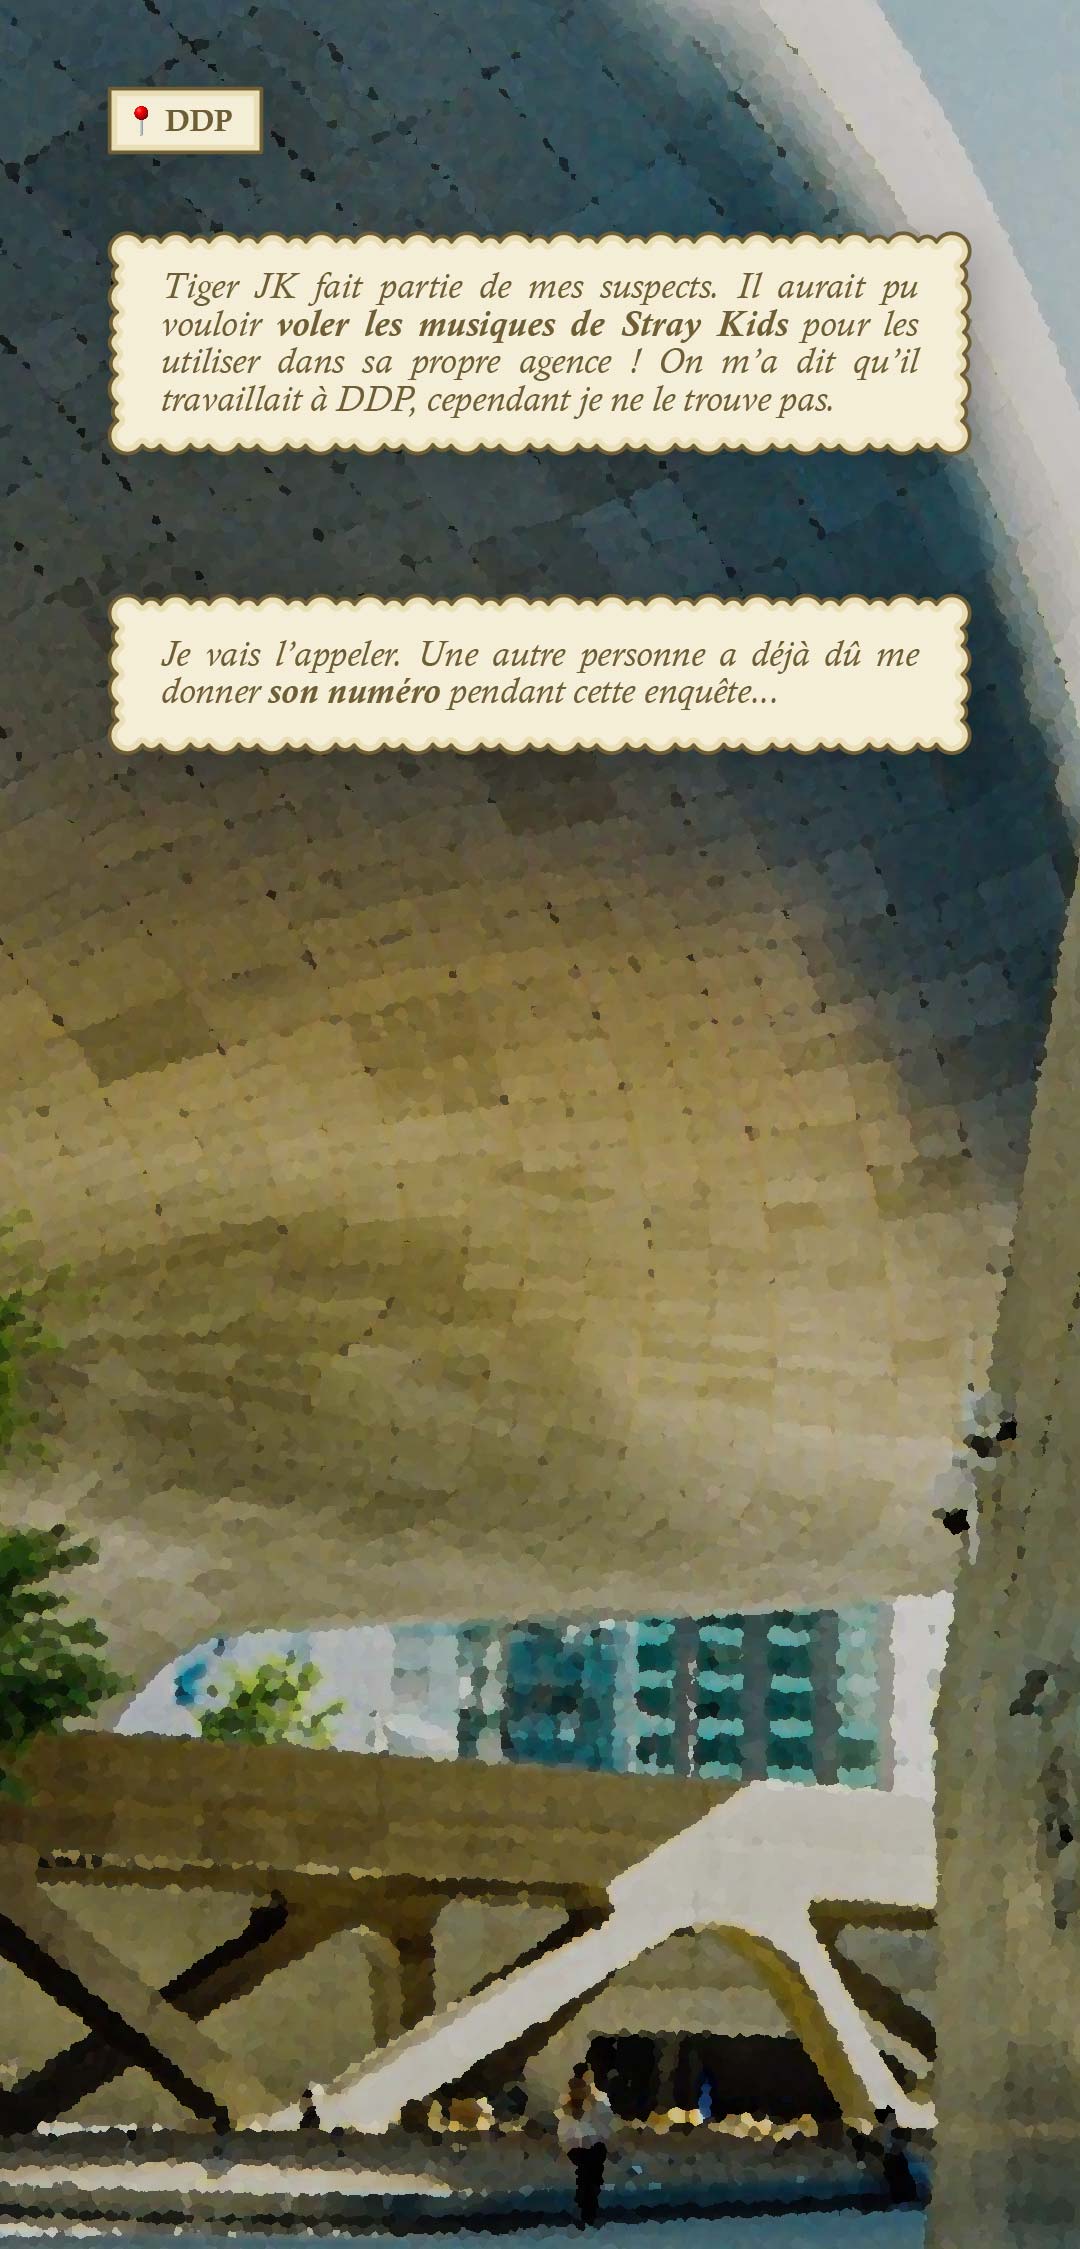 📍 DDP
Tiger JK fait partie de mes suspects. Il aurait pu
vouloir voler les musiques de Stray Kids pour les
utiliser dans sa propre agence ! On m’a dit qu’il
travaillait à DDP, cependant je ne le trouve pas.
Je vais l’appeler. Une autre personne a déjà dû me
donner son numéro pendant cette enquête…